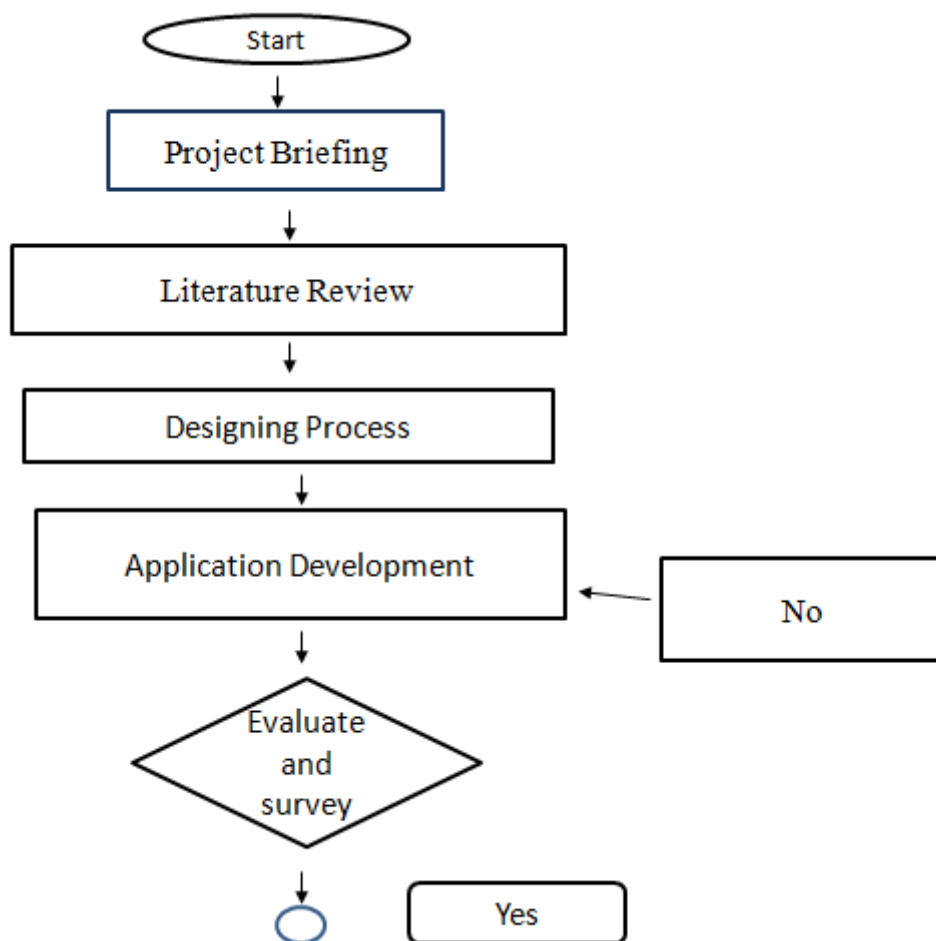 Start
Project Briefing
Literature Review
Designing Process
Application Development
No
Evaluate
and
survey
Yes